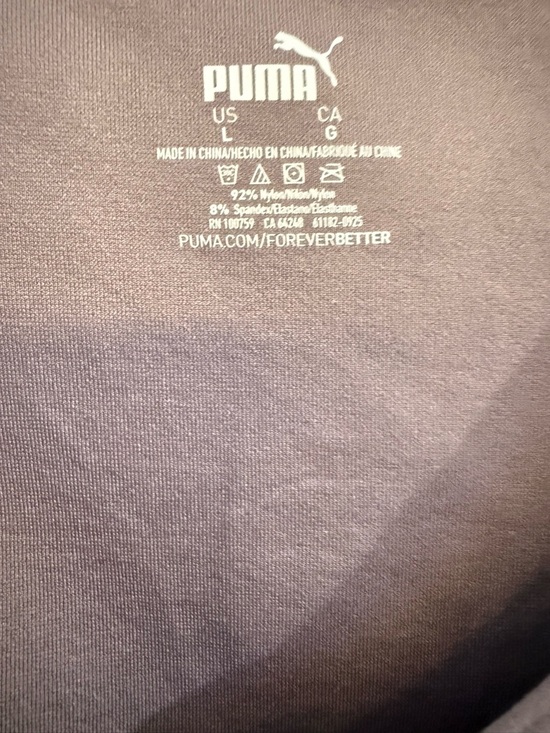 PUMA
US CA
L G
MADE IN CHINA/HECHO EN CHINA/FABRIQUÉ AU CHINE
92% Nylon/Nilón/Nylon
8% Spandex/Elastano/Élasthanne
RN 100759 CA 64248 61182-0925
PUMA.COM/FOREVERBETTER